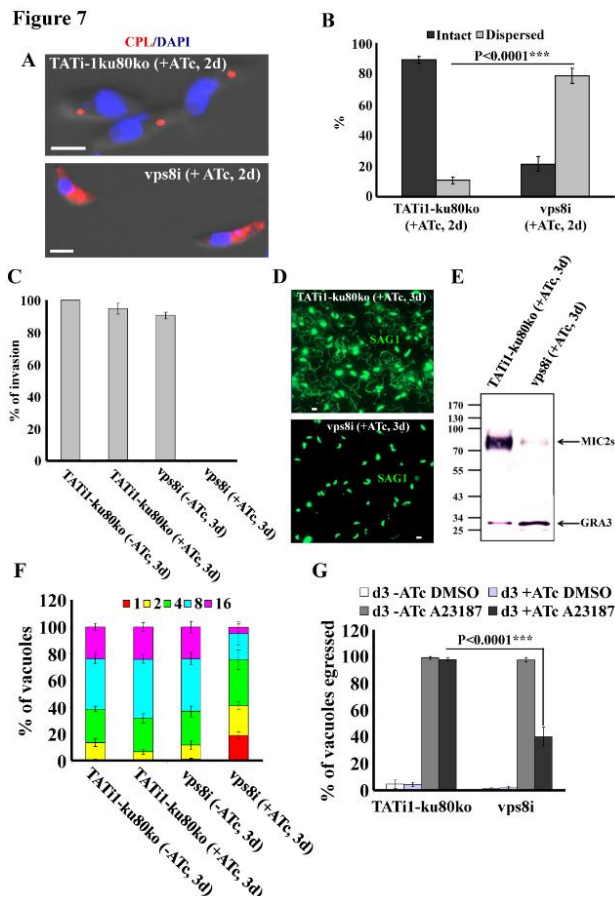 Figure 7
A
CPL/DAPI
TATi-1ku80ko (+ATc, 2d)
vps8i (+ ATc, 2d)
B
Intact Dispersed
P<0.0001***
%
100
80
60
40
20
0
TATi1-ku80ko
(+ATc, 2d)
vps8i
(+ATc, 2d)
C
% of invasion
100
80
60
40
20
0
TATi1-ku80ko (-ATc, 3d)
TATi1-ku80ko (+ATc, 3d)
vps8i (-ATc, 3d)
vps8i (+ATc, 3d)
D
TATi1-ku80ko (+ATc, 3d)
SAG1
vps8i (+ATc, 3d)
SAG1
E
TATi1-ku80ko (+ATc, 3d)
vps8i (+ATc, 3d)
170
130
100
70
55
43
34
25
MIC2s
GRA3
F
1 2 4 8 16
% of vacuoles
120
100
80
60
40
20
0
TATi1-ku80ko (-ATc, 3d)
TATi1-ku80ko (+ATc, 3d)
vps8i (-ATc, 3d)
vps8i (+ATc, 3d)
G
d3 -ATc DMSO d3 +ATc DMSO
d3 -ATc A23187 d3 +ATc A23187
P<0.0001***
% of vacuoles egressed
120
100
80
60
40
20
0
TATi1-ku80ko
vps8i